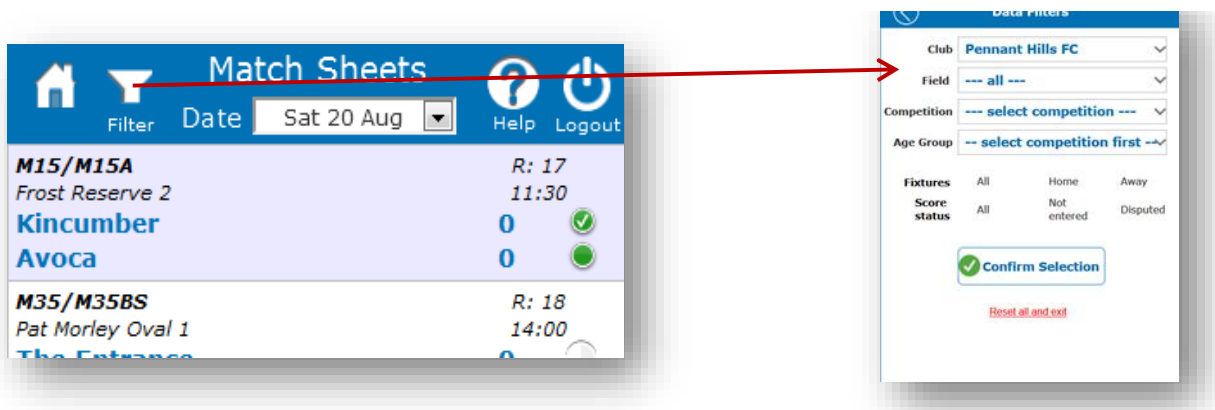 Match Sheets
Filter
Date Sat 20 Aug
Help Logout
M15/M15A R: 17
Frost Reserve 2 11:30
Kincumber 0
Avoca 0
M35/M35BS R: 18
Pat Morley Oval 1 14:00
The Entrance 0
Data Filters
Club Pennant Hills FC
Field --- all ---
Competition --- select competition ---
Age Group -- select competition first --
Fixtures All Home Away
Score status All Not entered Disputed
Confirm Selection
Reset all and exit